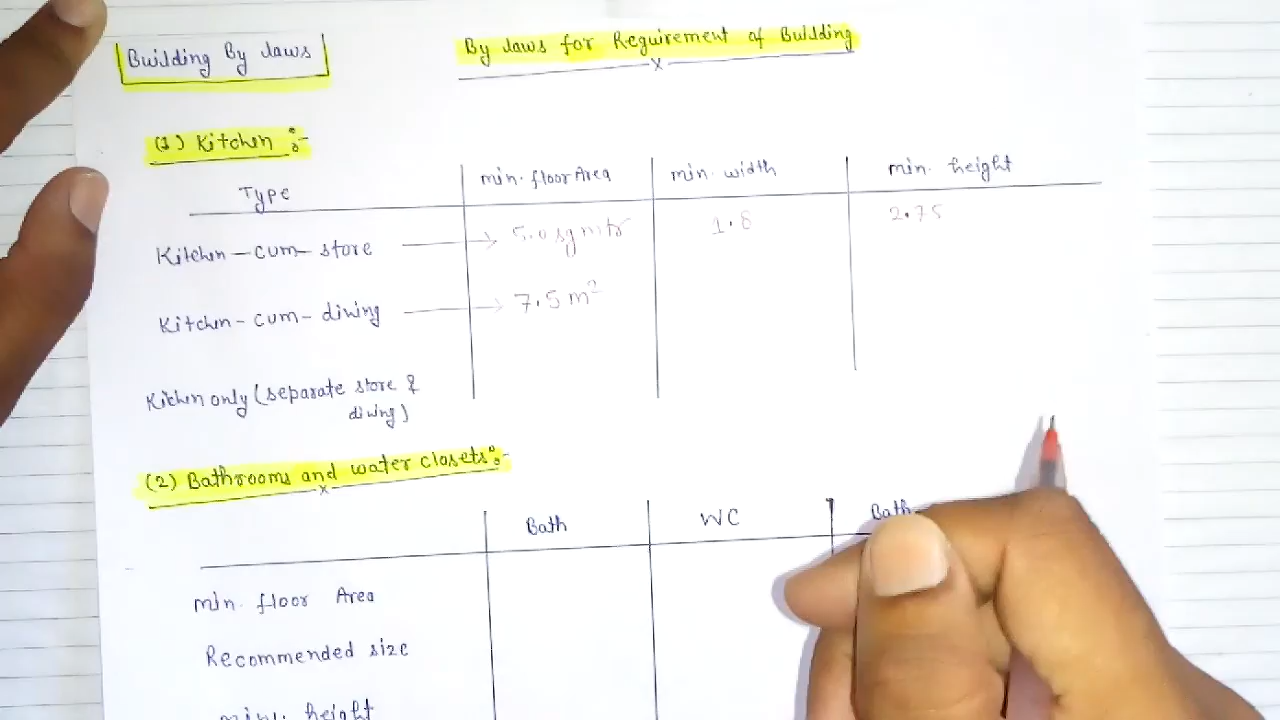 Building By Laws
By Laws for Requirement of Building
x
(1) Kitchen :-
Type min. floor Area min. width min. height
Kitchen-cum-store 5.0 sq mtr 1.8 2.75
Kitchen-cum-dining 7.5 m²
Kitchen only (separate store &
dining)
(2) Bathrooms and water closets :-
x
Bath WC Bath
min. floor Area
Recommended size
height